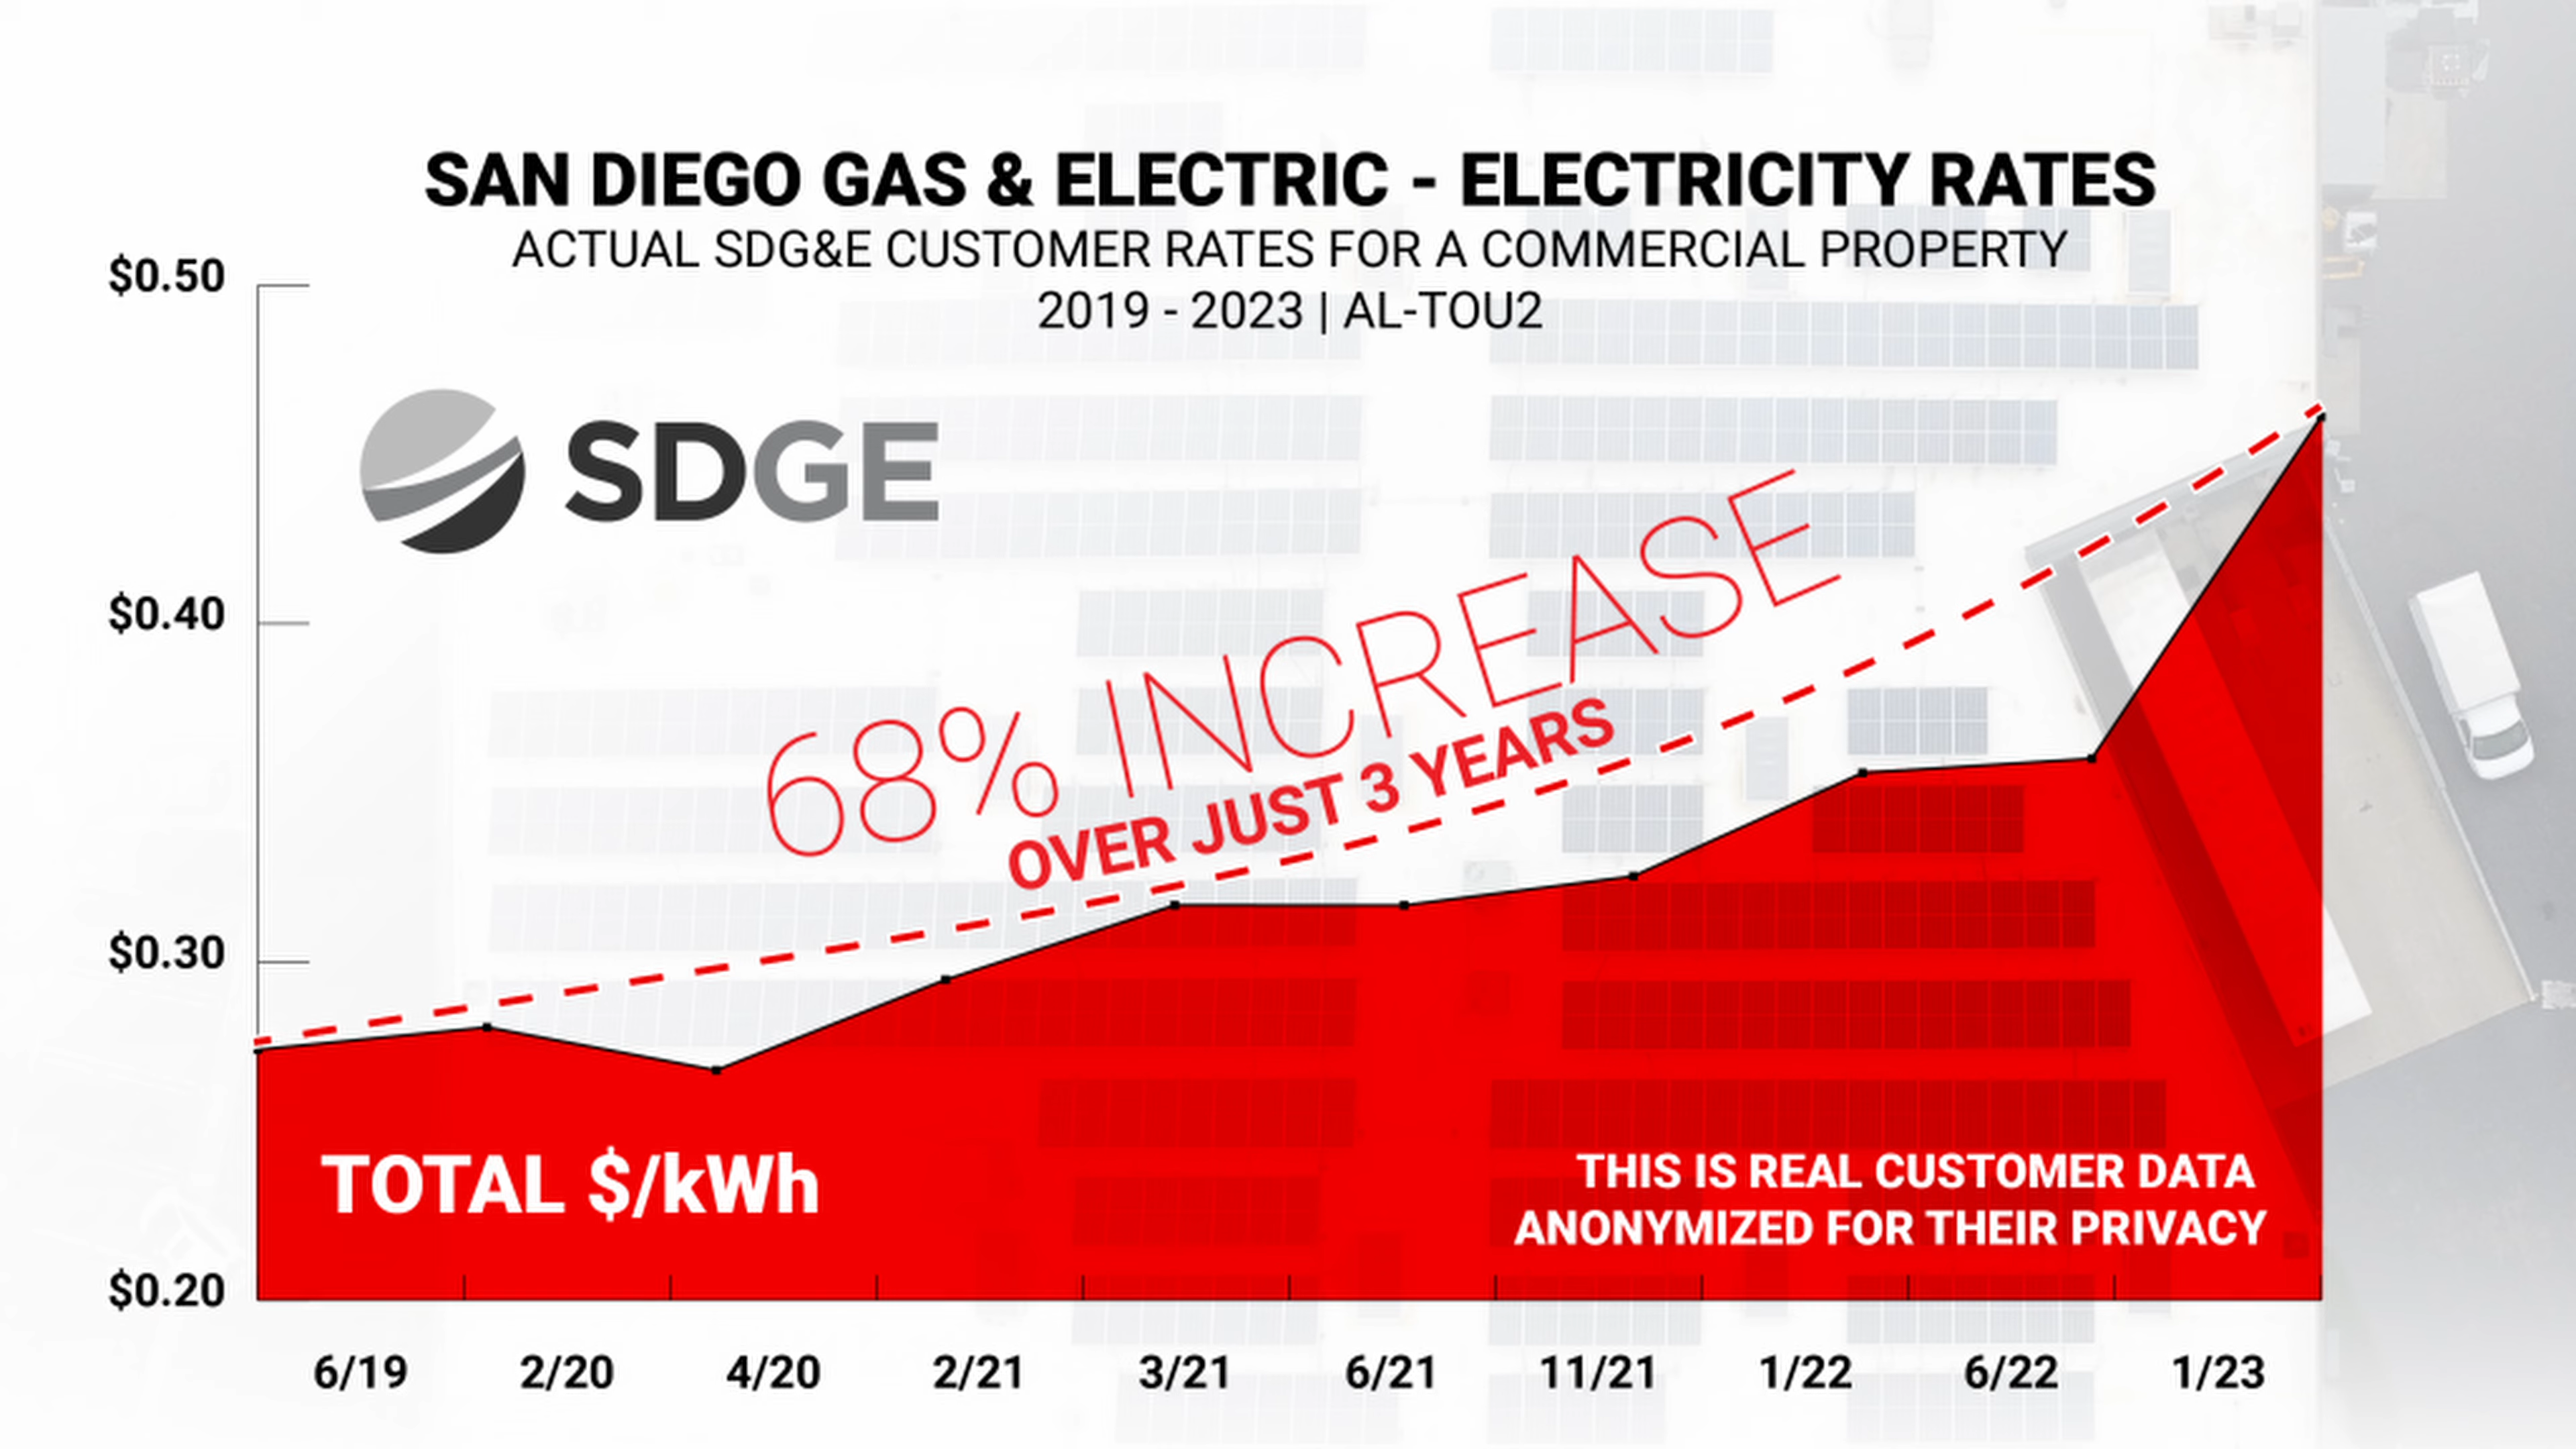 SAN DIEGO GAS & ELECTRIC - ELECTRICITY RATES
ACTUAL SDG&E CUSTOMER RATES FOR A COMMERCIAL PROPERTY
2019 - 2023 | AL-TOU2
$0.50
SDGE
$0.40
68% INCREASE
OVER JUST 3 YEARS
$0.30
TOTAL $/kWh
THIS IS REAL CUSTOMER DATA
ANONYMIZED FOR THEIR PRIVACY
$0.20
6/19 2/20 4/20 2/21 3/21 6/21 11/21 1/22 6/22 1/23